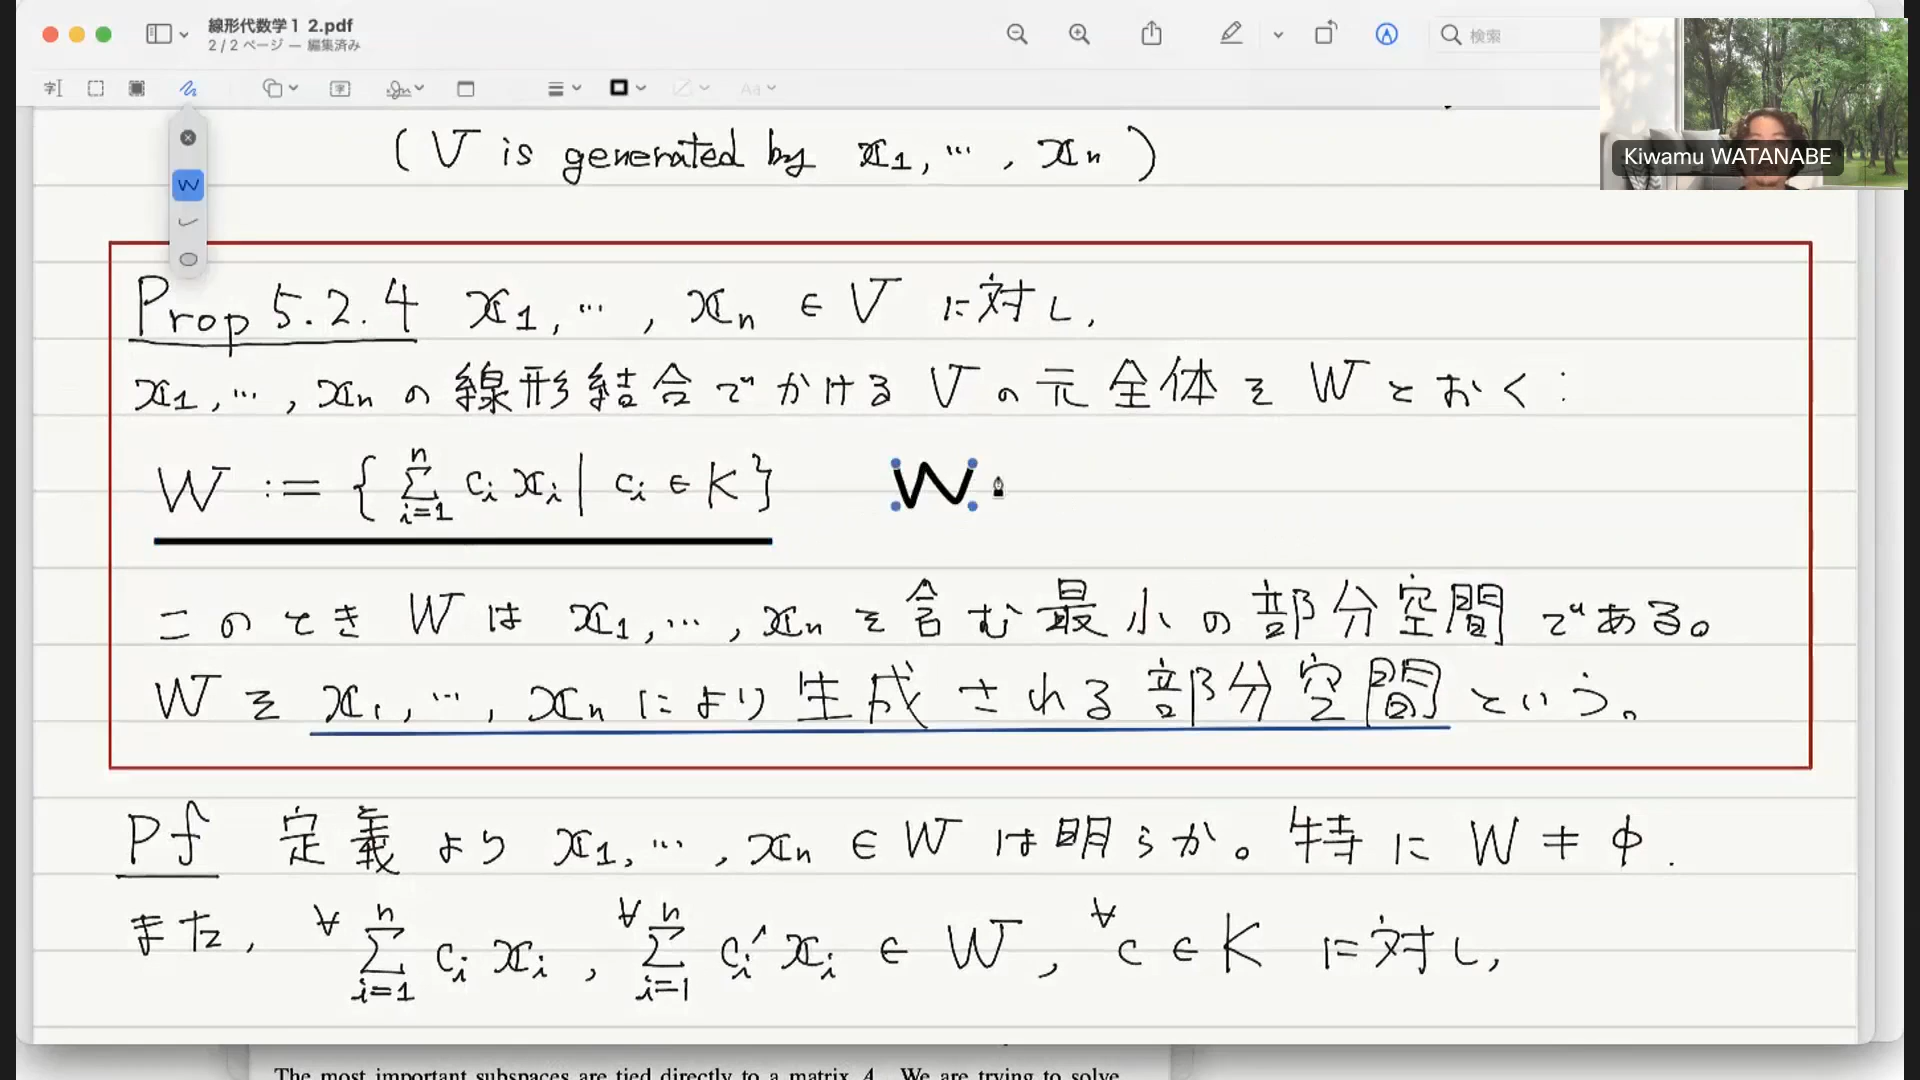 線形代数学1 2.pdf
2 / 2 ページ — 編集済み
検索
Kiwamu WATANABE
Aa
( V is generated by x1, … , xn )
Prop 5.2.4 x1, … , xn ∈ V に対し,
x1, … , xn の線形結合でかける V の元全体を W とおく:
W := { Σ_{i=1}^{n} ci xi | ci ∈ K } W
このとき W は x1, … , xn を含む最小の部分空間である。
W を x1, … , xn により生成される部分空間という。
Pf 定義より x1, … , xn ∈ W は明らか。特に W ≠ φ.
また, ∀Σ_{i=1}^{n} ci xi , ∀Σ_{i=1}^{n} ci′ xi ∈ W, ∀c ∈ K に対し,
The most important subspaces are tied directly to a matrix A. We are trying to solve